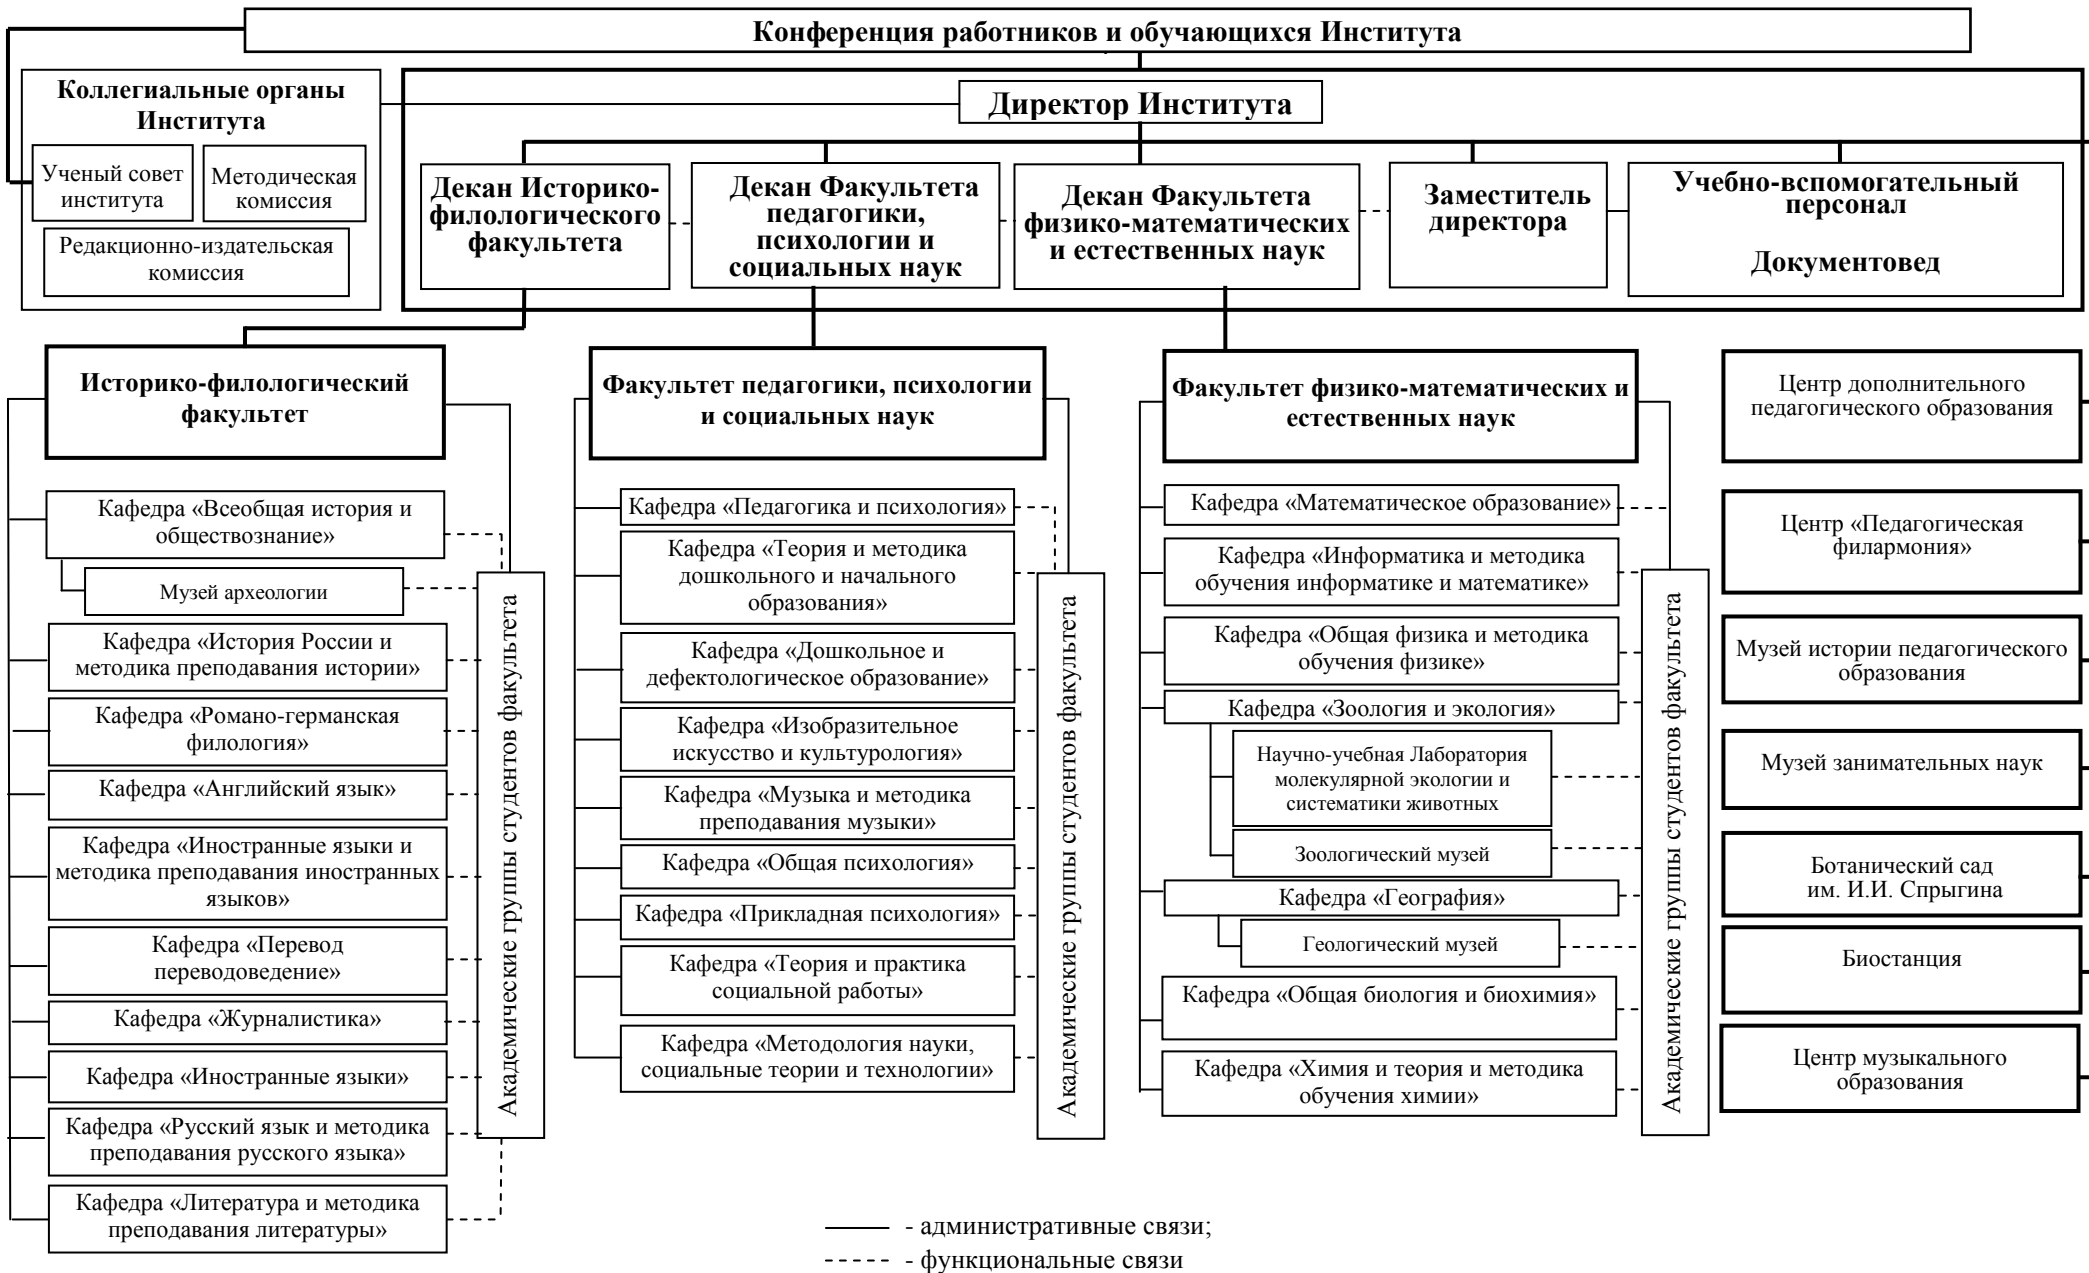 Конференция работников и обучающихся Института
Коллегиальные органы
Института
Ученый совет
института
Методическая
комиссия
Редакционно-издательская
комиссия
Директор Института
Декан Историко-
филологического
факультета
Декан Факультета
педагогики,
психологии и
социальных наук
Декан Факультета
физико-математических
и естественных наук
Заместитель
директора
Учебно-вспомогательный
персонал
Документовед
Историко-филологический
факультет
Кафедра «Всеобщая история и
обществознание»
Музей археологии
Кафедра «История России и
методика преподавания истории»
Кафедра «Романо-германская
филология»
Кафедра «Английский язык»
Кафедра «Иностранные языки и
методика преподавания иностранных
языков»
Кафедра «Перевод
переводоведение»
Кафедра «Журналистика»
Кафедра «Иностранные языки»
Кафедра «Русский язык и методика
преподавания русского языка»
Кафедра «Литература и методика
преподавания литературы»
Академические группы студентов факультета
Факультет педагогики, психологии
и социальных наук
Кафедра «Педагогика и психология»
Кафедра «Теория и методика
дошкольного и начального
образования»
Кафедра «Дошкольное и
дефектологическое образование»
Кафедра «Изобразительное
искусство и культурология»
Кафедра «Музыка и методика
преподавания музыки»
Кафедра «Общая психология»
Кафедра «Прикладная психология»
Кафедра «Теория и практика
социальной работы»
Кафедра «Методология науки,
социальные теории и технологии»
Академические группы студентов факультета
Факультет физико-математических и
естественных наук
Кафедра «Математическое образование»
Кафедра «Информатика и методика
обучения информатике и математике»
Кафедра «Общая физика и методика
обучения физике»
Кафедра «Зоология и экология»
Научно-учебная Лаборатория
молекулярной экологии и
систематики животных
Зоологический музей
Кафедра «География»
Геологический музей
Кафедра «Общая биология и биохимия»
Кафедра «Химия и теория и методика
обучения химии»
Академические группы студентов факультета
Центр дополнительного
педагогического образования
Центр «Педагогическая
филармония»
Музей истории педагогического
образования
Музей занимательных наук
Ботанический сад
им. И.И. Спрыгина
Биостанция
Центр музыкального
образования
- административные связи;
- функциональные связи